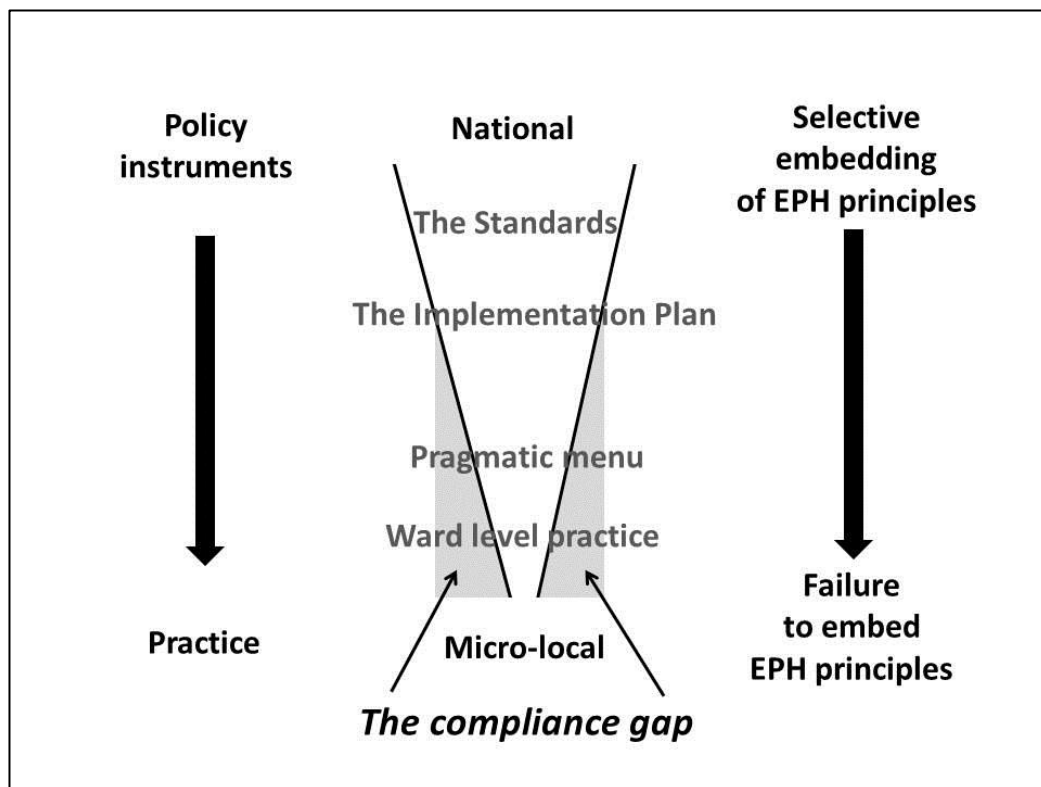 Policy
instruments
National
Selective
embedding
of EPH principles
The Standards
The Implementation Plan
Pragmatic menu
Ward level practice
Practice
Micro-local
Failure
to embed
EPH principles
The compliance gap